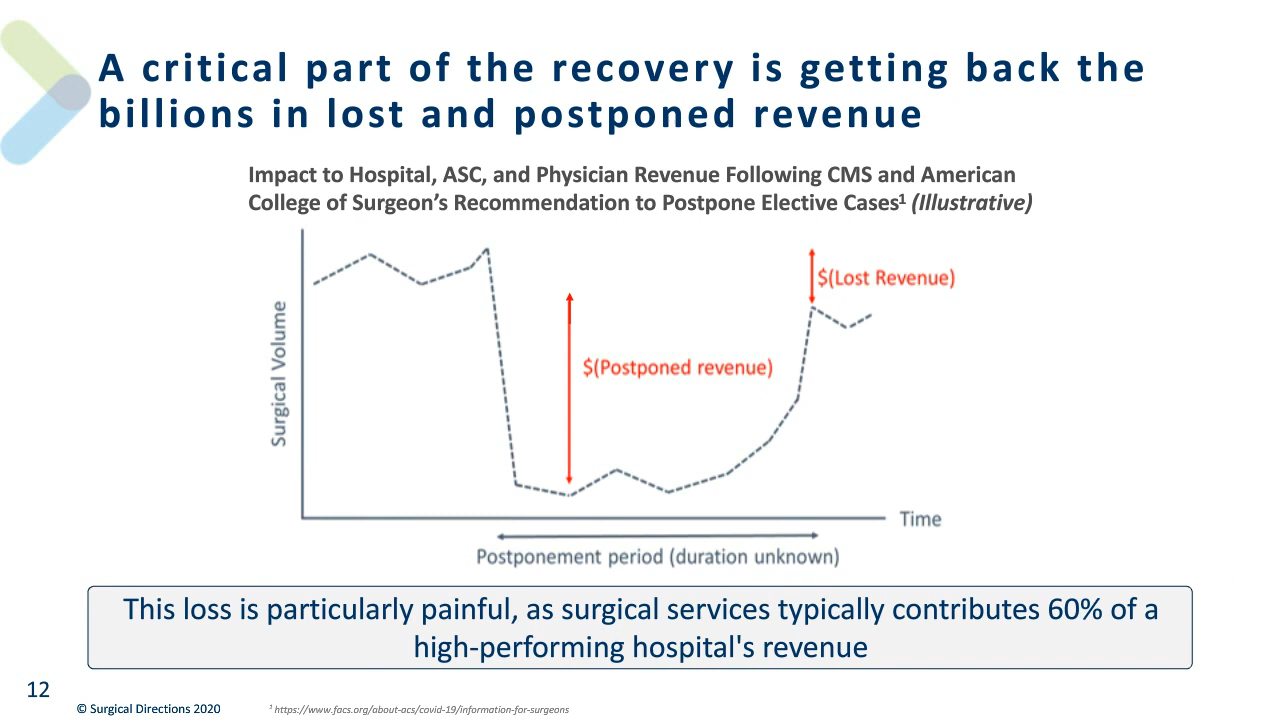 A critical part of the recovery is getting back the
billions in lost and postponed revenue
Impact to Hospital, ASC, and Physician Revenue Following CMS and American
College of Surgeon's Recommendation to Postpone Elective Cases¹ (Illustrative)
$(Lost Revenue)
Surgical Volume
$(Postponed revenue)
Time
Postponement period (duration unknown)
This loss is particularly painful, as surgical services typically contributes 60% of a
high-performing hospital's revenue
12
© Surgical Directions 2020
¹ https://www.facs.org/about-acs/covid-19/information-for-surgeons